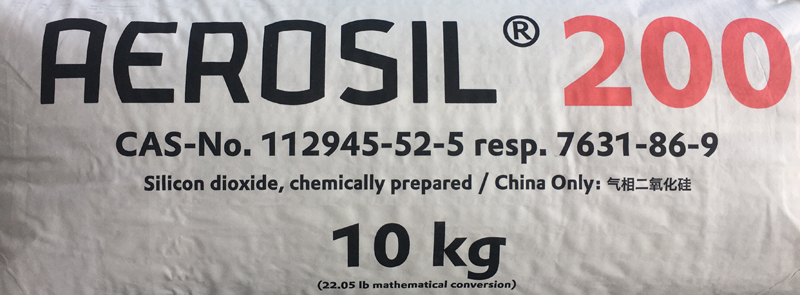 AEROSIL® 200
CAS-No. 112945-52-5 resp. 7631-86-9
Silicon dioxide, chemically prepared / China Only: 气相二氧化硅
10 kg
(22.05 lb mathematical conversion)